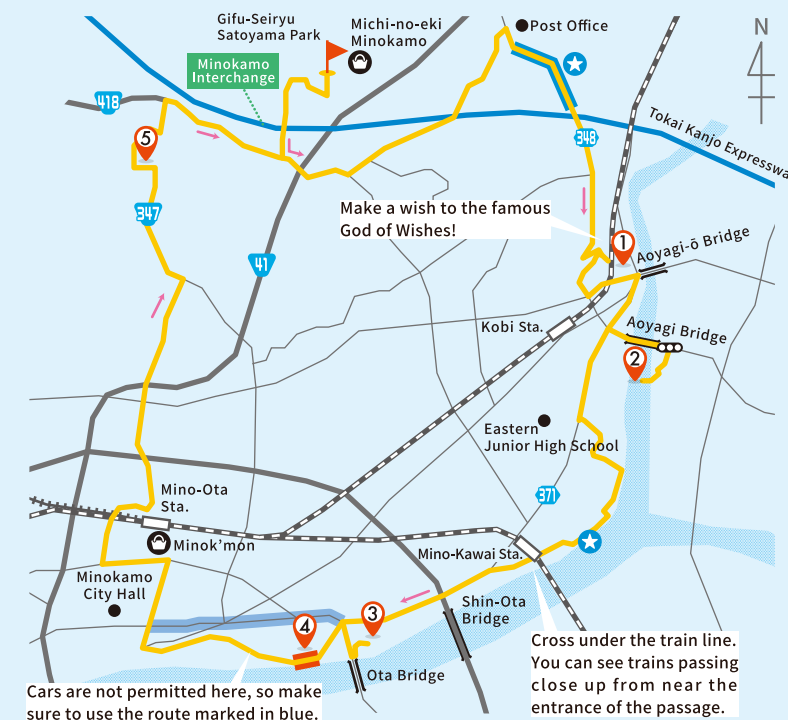 Gifu-Seiryu
Satoyama Park
Michi-no-eki
Minokamo
Post Office
N
Minokamo
Interchange
418
348
Tokai Kanjo Expresswa
5
347
Make a wish to the famous
God of Wishes!
1
Aoyagi-ō Bridge
41
Kobi Sta.
Aoyagi Bridge
2
Eastern
Junior High School
371
Mino-Ota
Sta.
Minok'mon
Mino-Kawai Sta.
Minokamo
City Hall
4
3
Shin-Ota
Bridge
Ota Bridge
Cross under the train line.
You can see trains passing
close up from near the
entrance of the passage.
Cars are not permitted here, so make
sure to use the route marked in blue.